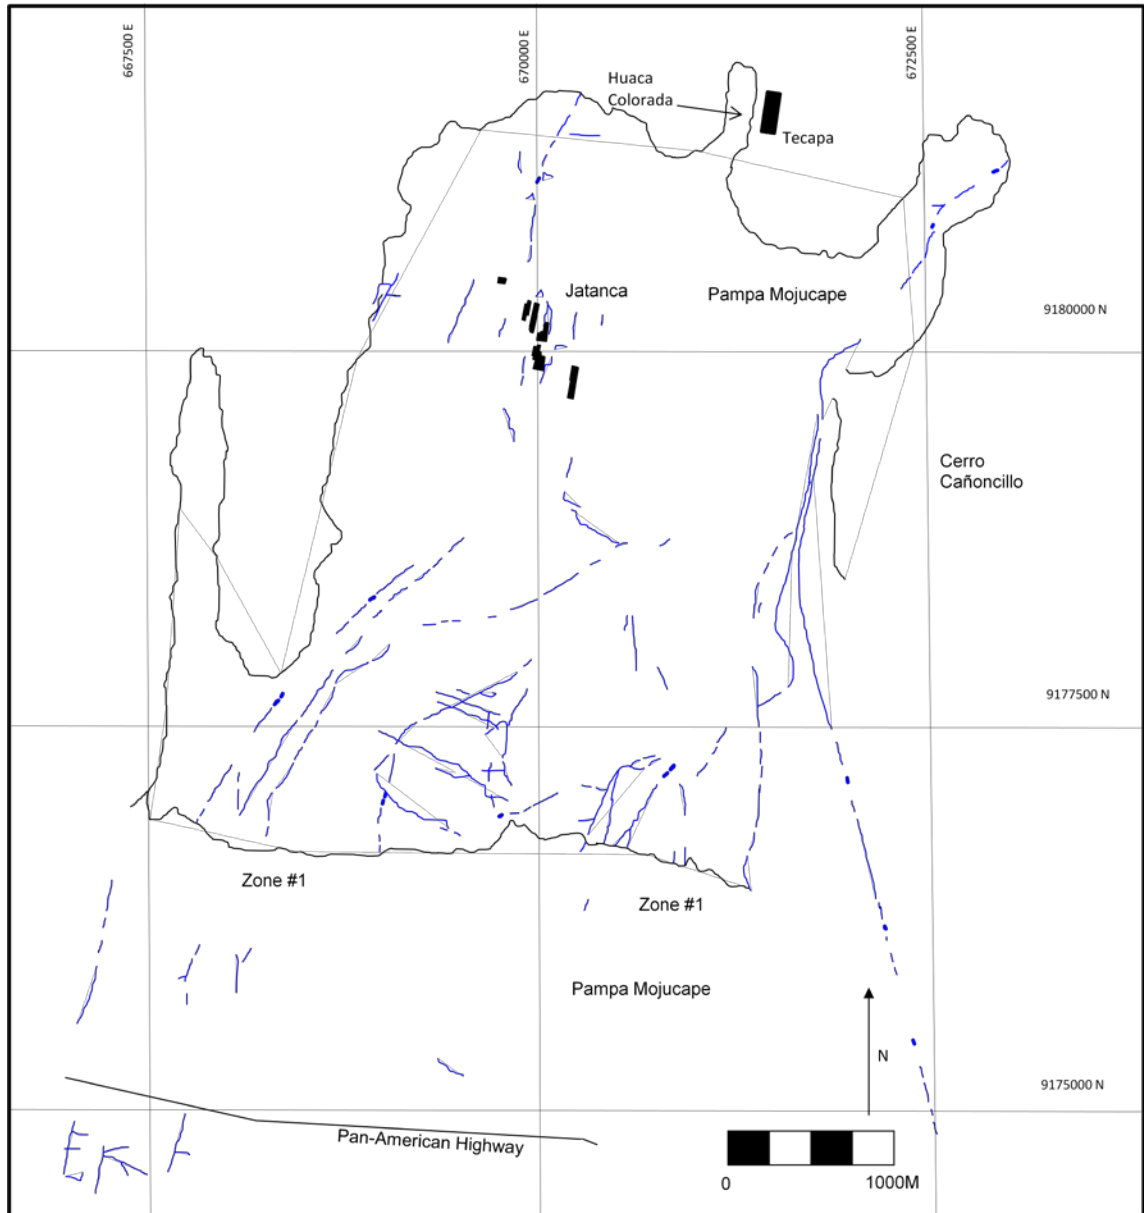 667500 E
670000 E
672500 E
Huaca
Colorada
Tecapa
Jatanca
Pampa Mojucape
9180000 N
Cerro
Cañoncillo
9177500 N
Zone #1
Zone #1
Pampa Mojucape
N
9175000 N
Pan-American Highway
0
1000M